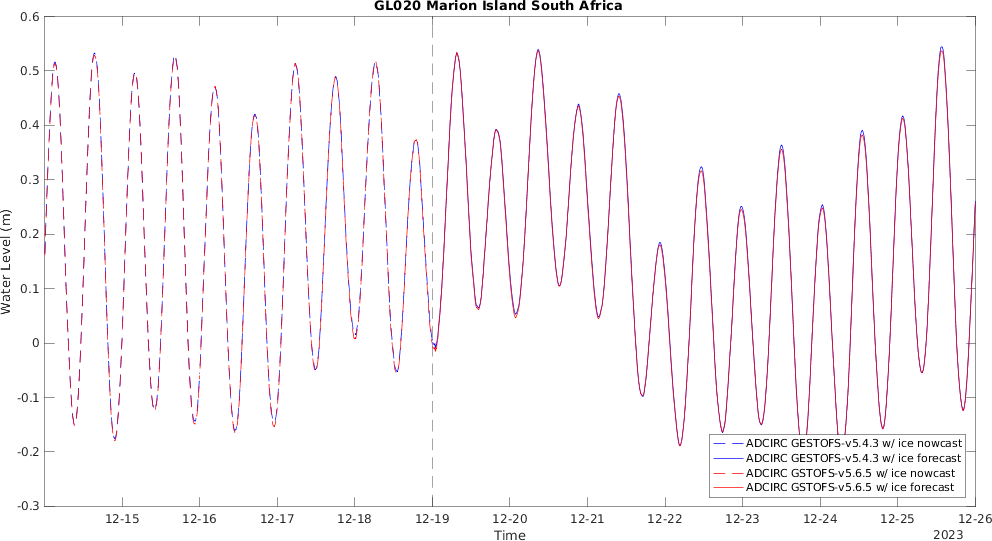 GL020 Marion Island South Africa
0.6
0.5
0.4
0.3
0.2
0.1
0
-0.1
-0.2
-0.3
Water Level (m)
ADCIRC GESTOFS-v5.4.3 w/ ice nowcast
ADCIRC GESTOFS-v5.4.3 w/ ice forecast
ADCIRC GSTOFS-v5.6.5 w/ ice nowcast
ADCIRC GSTOFS-v5.6.5 w/ ice forecast
12-15 12-16 12-17 12-18 12-19 12-20 12-21 12-22 12-23 12-24 12-25 12-26
Time
2023